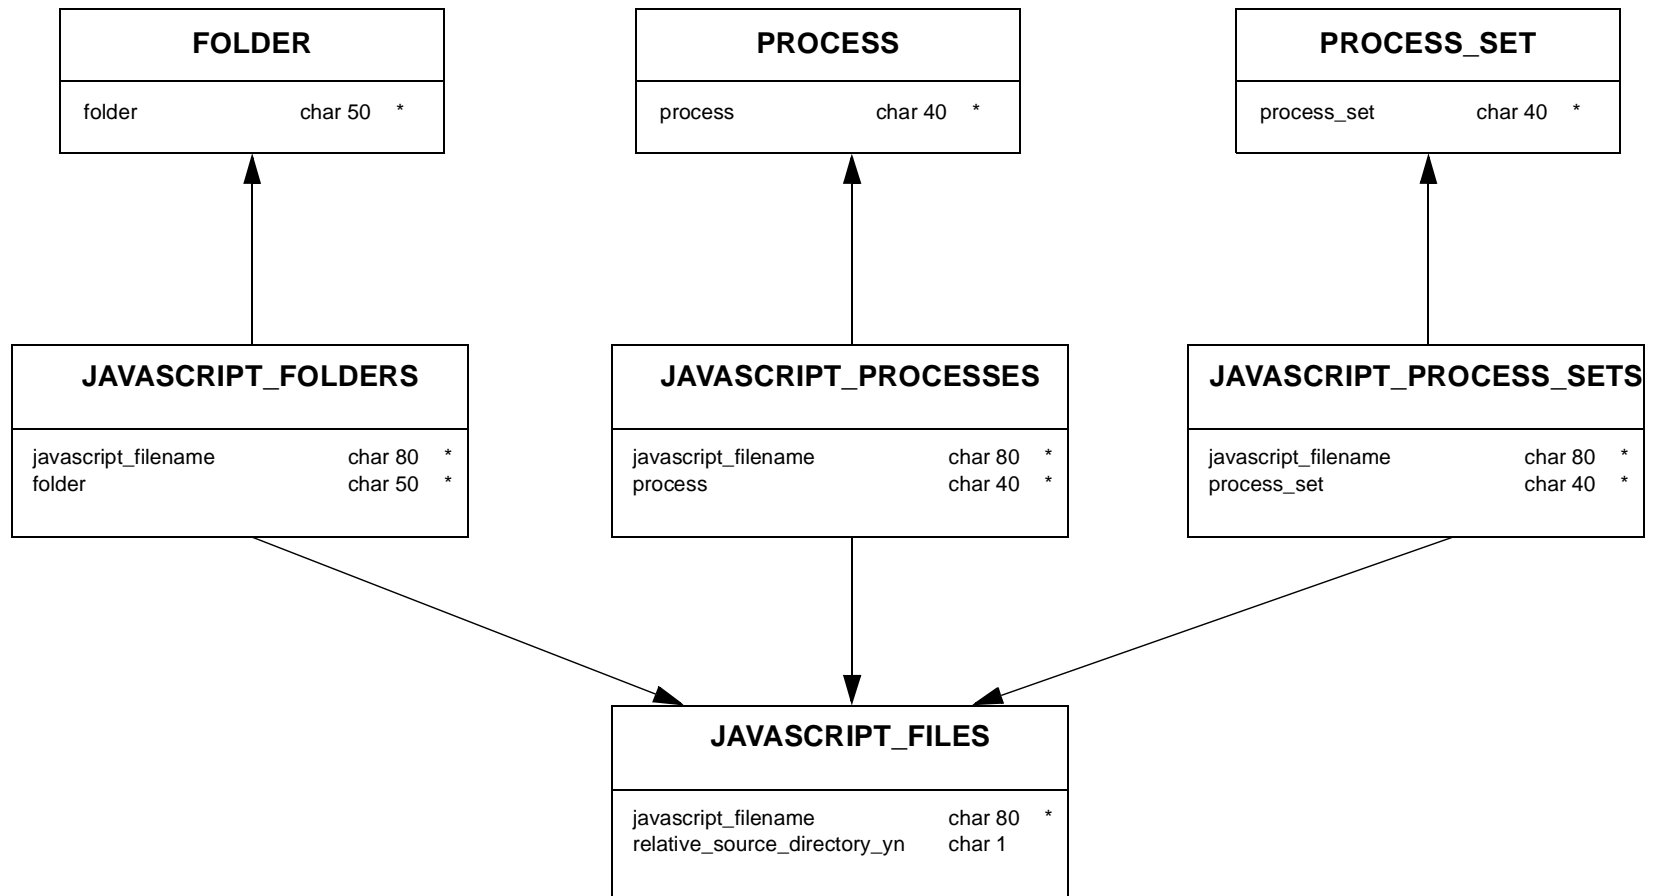 FOLDER
folder char 50 *
PROCESS
process char 40 *
PROCESS_SET
process_set char 40 *
JAVASCRIPT_FOLDERS
javascript_filename char 80 *
folder char 50 *
JAVASCRIPT_PROCESSES
javascript_filename char 80 *
process char 40 *
JAVASCRIPT_PROCESS_SETS
javascript_filename char 80 *
process_set char 40 *
JAVASCRIPT_FILES
javascript_filename char 80 *
relative_source_directory_yn char 1